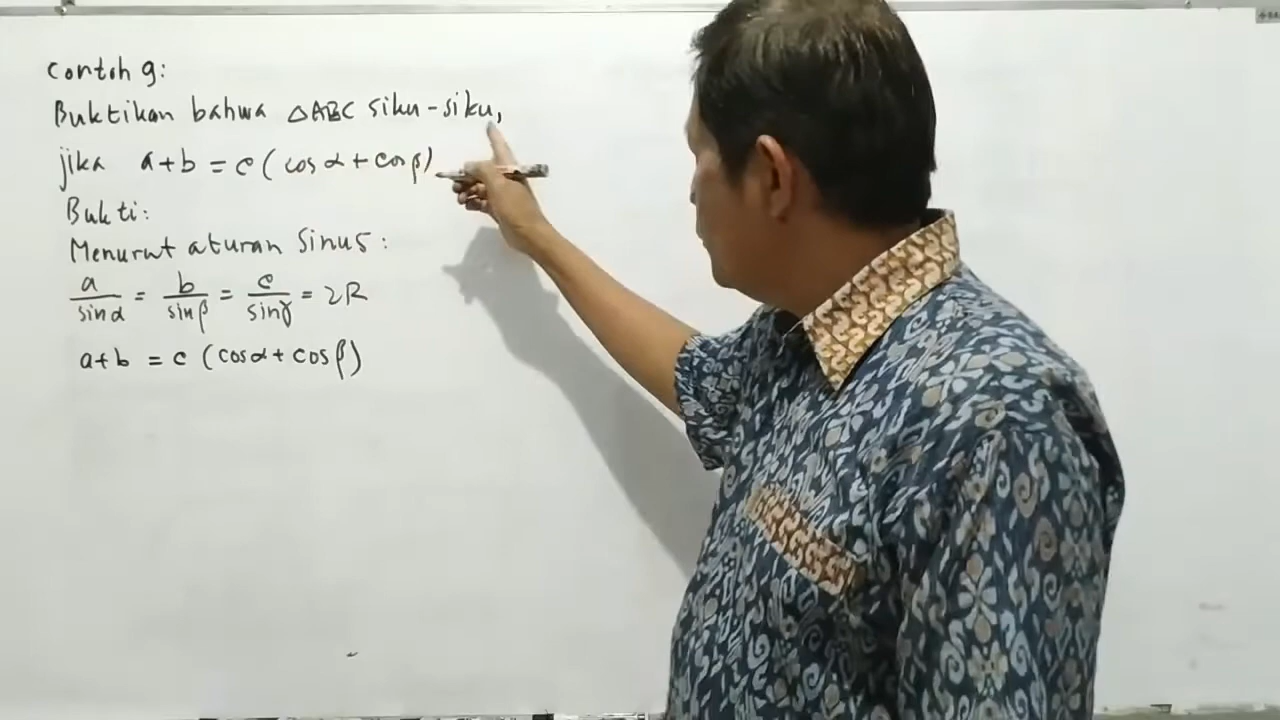 Contoh 9:
Buktikan bahwa △ABC siku-siku,
jika a+b = c (cos α + cos β)
Bukti:
Menurut aturan Sinus:
a/sin α = b/sin β = c/sin γ = 2R
a+b = c (cos α + cos β)